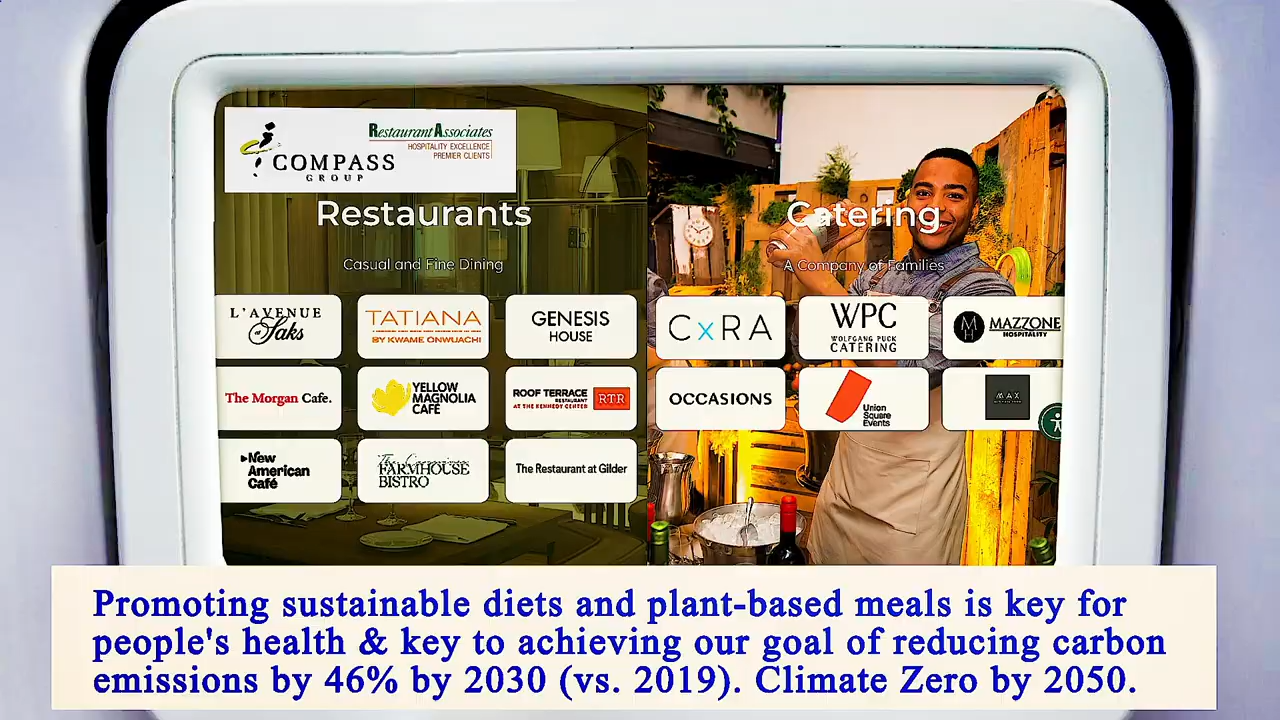 COMPASS
GROUP
Restaurant Associates
HOSPITALITY EXCELLENCE
PREMIER CLIENTS
Restaurants
Casual and Fine Dining
L'AVENUE
at Saks
TATIANA
BY KWAME ONWUACHI
GENESIS
HOUSE
The Morgan Cafe.
YELLOW
MAGNOLIA
CAFÉ
ROOF TERRACE
RESTAURANT
AT THE KENNEDY CENTER
RTR
New
American
Café
FARMHOUSE
BISTRO
The Restaurant at Gilder
Catering
A Company of Families
CxRA
WPC
WOLFGANG PUCK
CATERING
MH
MAZZONE
HOSPITALITY
OCCASIONS
Union
Square
Events
MAX
Promoting sustainable diets and plant-based meals is key for
people's health & key to achieving our goal of reducing carbon
emissions by 46% by 2030 (vs. 2019). Climate Zero by 2050.